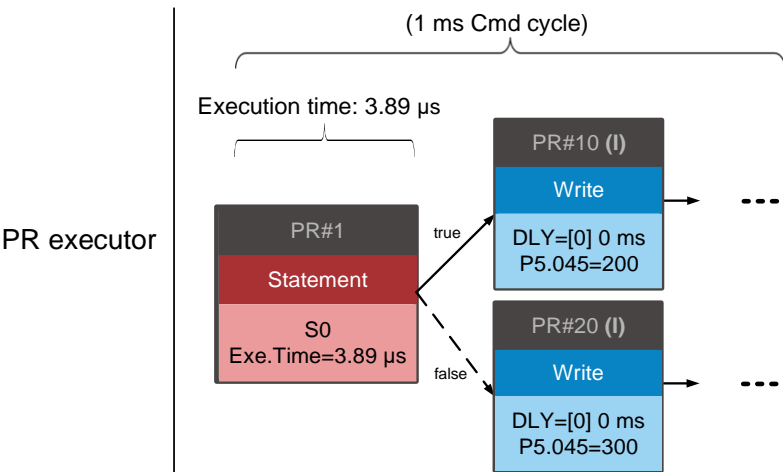 (1 ms Cmd cycle)
Execution time: 3.89 µs
PR executor
PR#1
Statement
S0
Exe.Time=3.89 µs
true
false
PR#10 (I)
Write
DLY=[0] 0 ms
P5.045=200
PR#20 (I)
Write
DLY=[0] 0 ms
P5.045=300